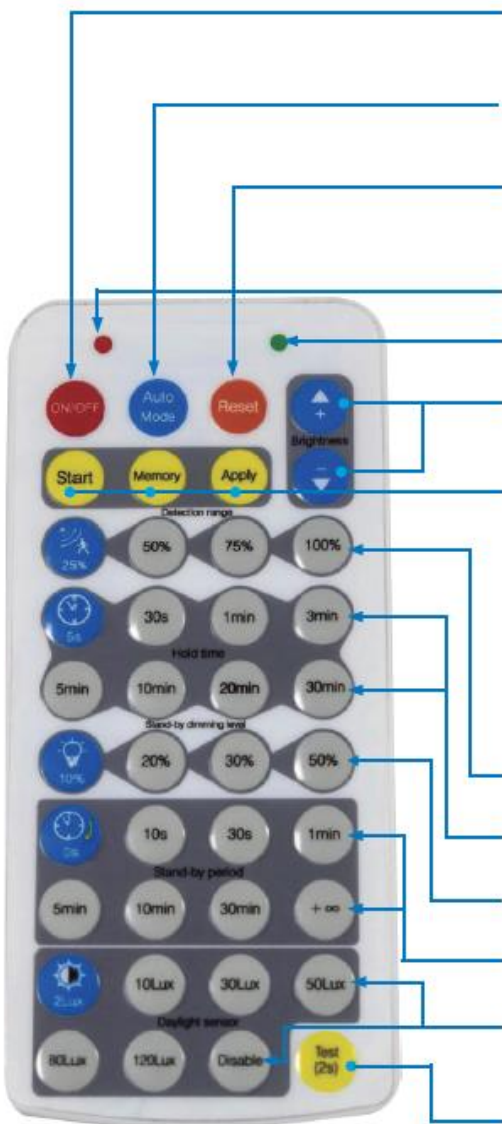 ON/OFF
Auto
Mode
Reset
+
Brightness
−
Start
Memory
Apply
Detection range
25%
50%
75%
100%
5s
30s
1min
3min
Hold time
5min
10min
20min
30min
Stand-by dimming level
10%
20%
30%
50%
0s
10s
30s
1min
Stand-by period
5min
10min
30min
+ ∞
2Lux
10Lux
30Lux
50Lux
Daylight sensor
80Lux
120Lux
Disable
Test
(2s)